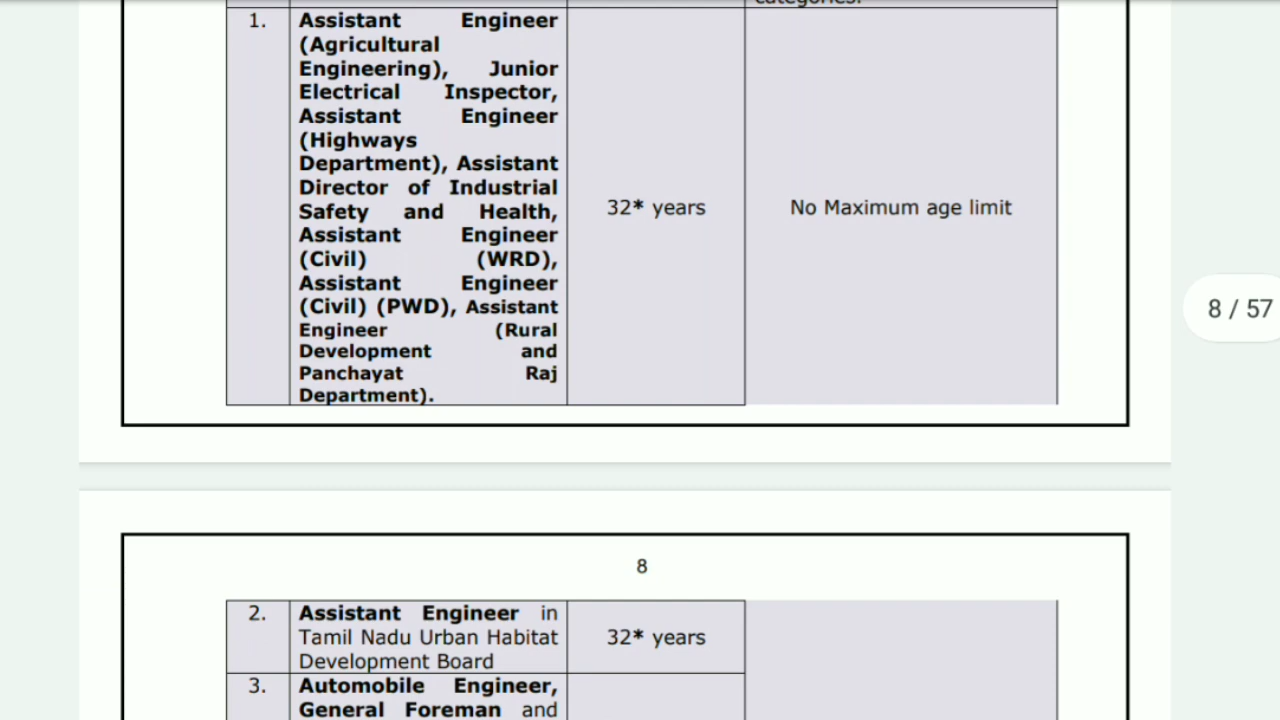 categories.
1. Assistant Engineer
(Agricultural
Engineering), Junior
Electrical Inspector,
Assistant Engineer
(Highways
Department), Assistant
Director of Industrial
Safety and Health,
Assistant Engineer
(Civil) (WRD),
Assistant Engineer
(Civil) (PWD), Assistant
Engineer (Rural
Development and
Panchayat Raj
Department).
32* years
No Maximum age limit
8 / 57
8
2. Assistant Engineer in
Tamil Nadu Urban Habitat
Development Board
32* years
3. Automobile Engineer,
General Foreman and